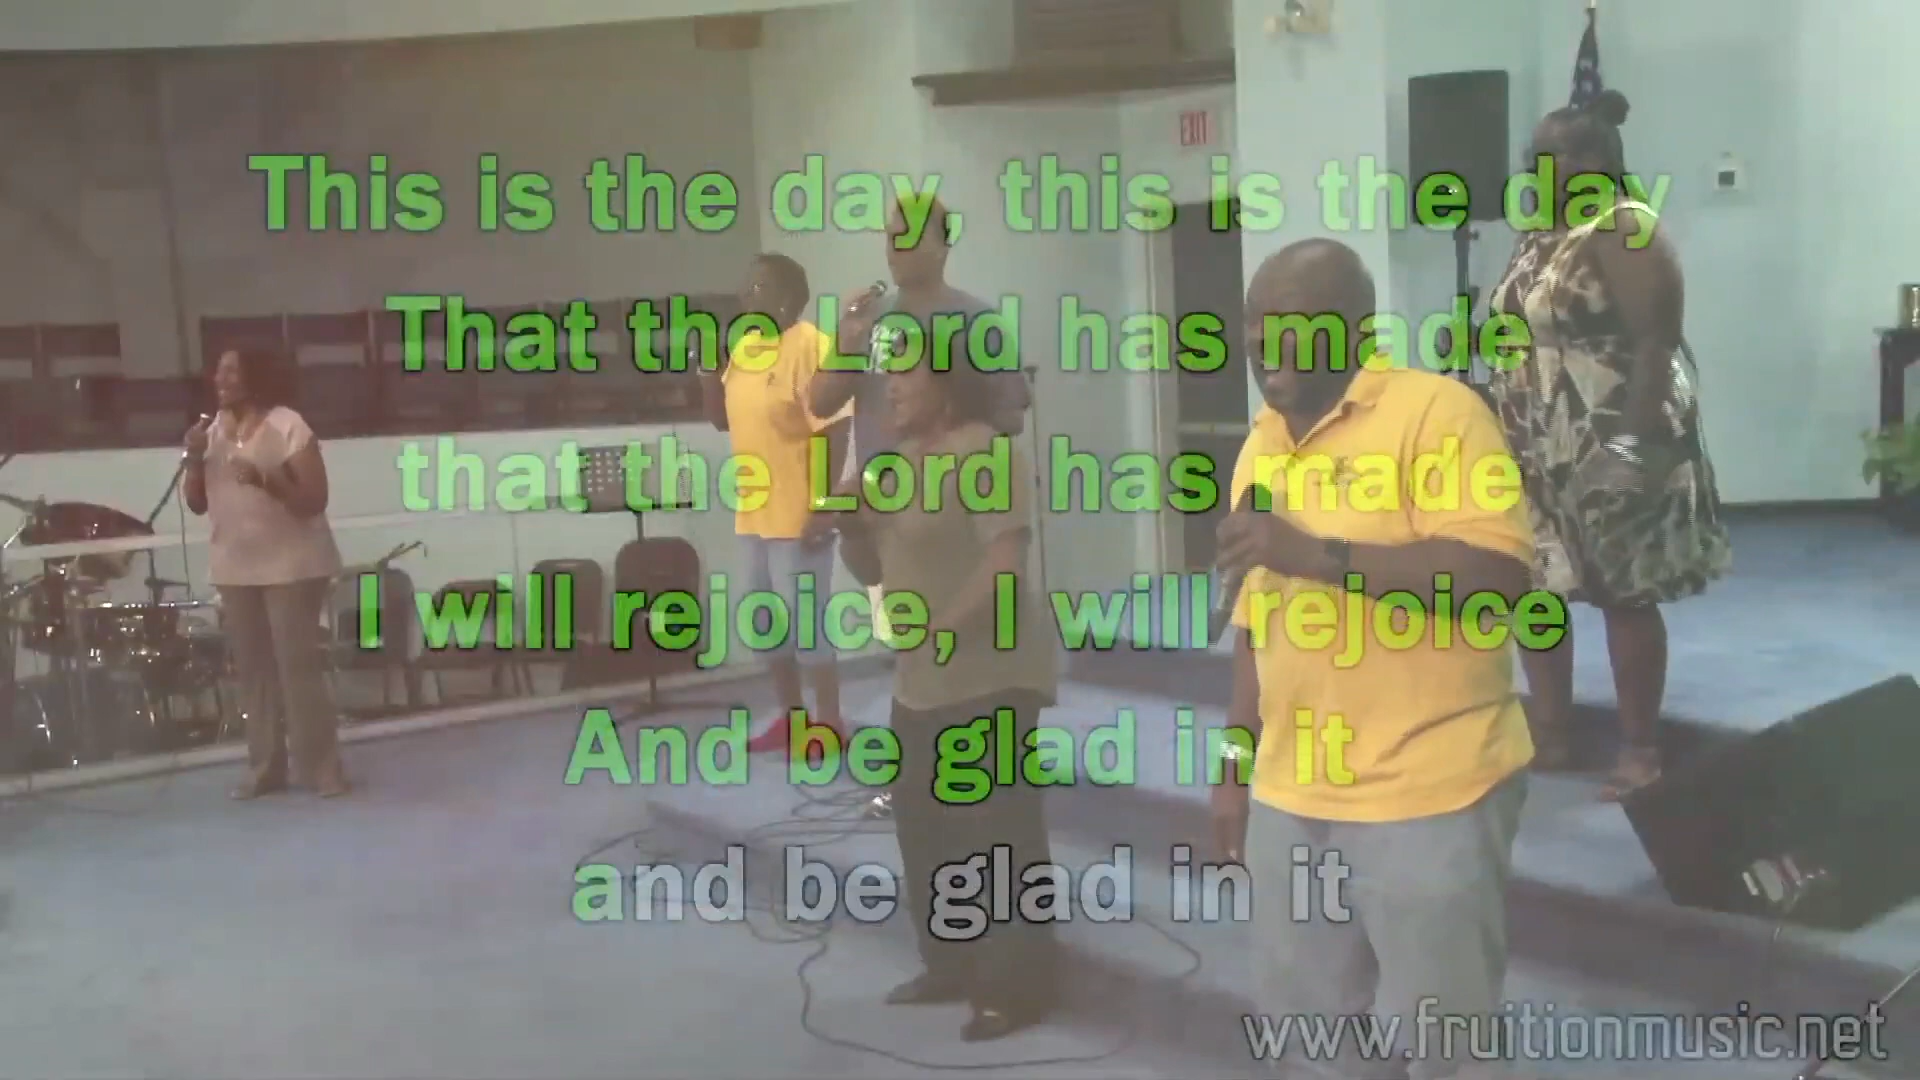 EXIT
This is the day, this is the day
That the Lord has made
that the Lord has made
I will rejoice, I will rejoice
And be glad in it
and be glad in it
www.fruitionmusic.net